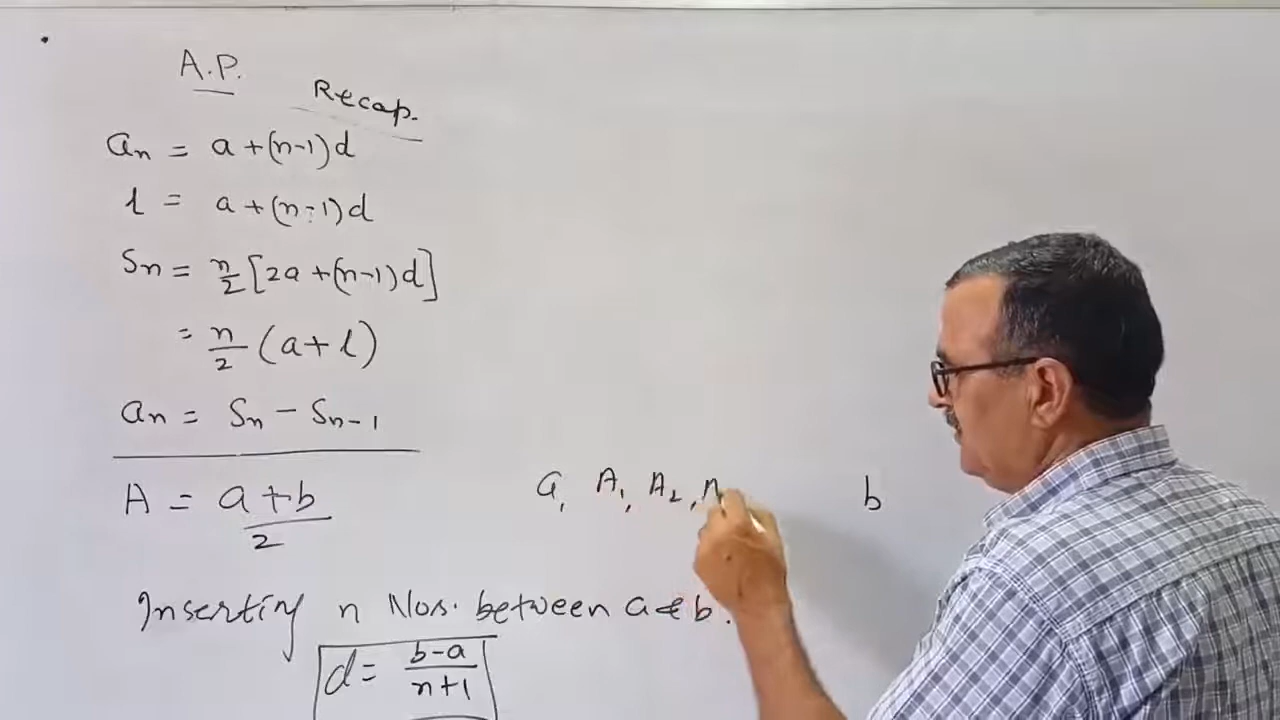 A.P.
Recap.
an = a+(n-1)d
l = a+(n-1)d
Sn = n/2 [2a+(n-1)d]
= n/2 (a+l)
an = Sn - Sn-1
A = a+b/2
a, A1, A2,
b
Inserting n Nos. between a & b.
d = b-a/n+1